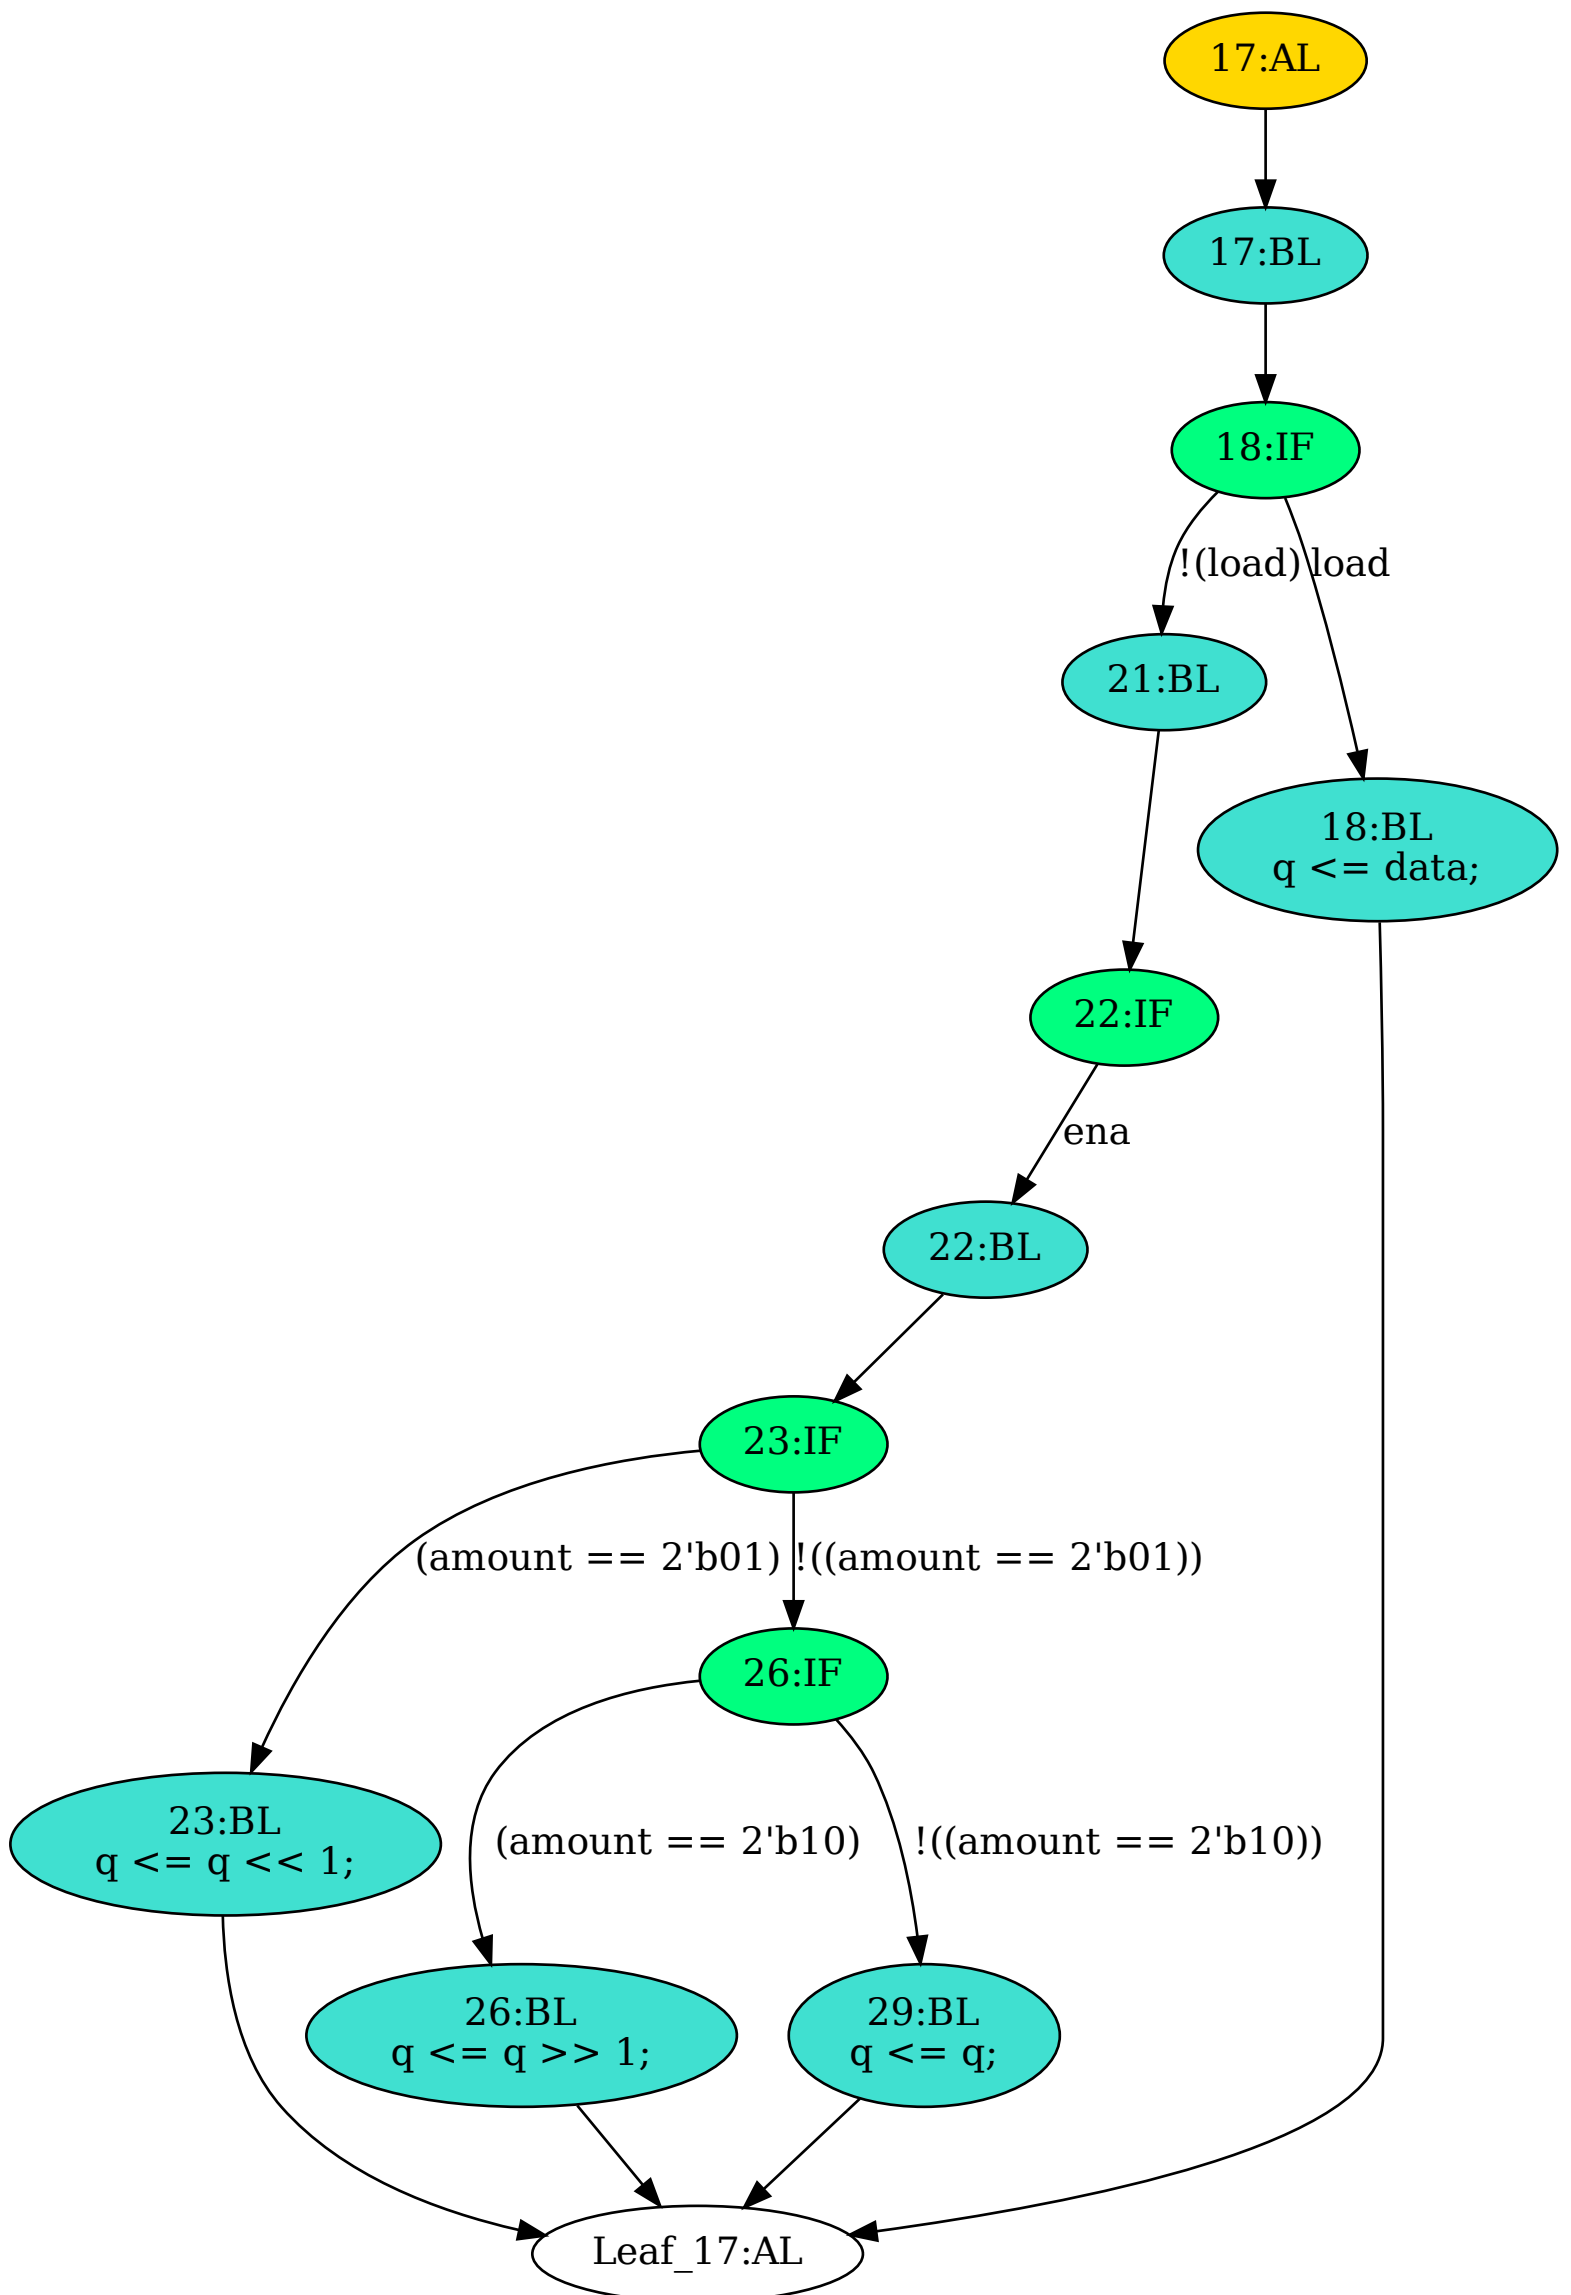 17:AL
17:BL
18:IF
!(load)
load
21:BL
18:BL
q <= data;
22:IF
ena
22:BL
23:IF
(amount == 2'b01)
!((amount == 2'b01))
26:IF
23:BL
q <= q << 1;
(amount == 2'b10)
!((amount == 2'b10))
26:BL
q <= q >> 1;
29:BL
q <= q;
Leaf_17:AL